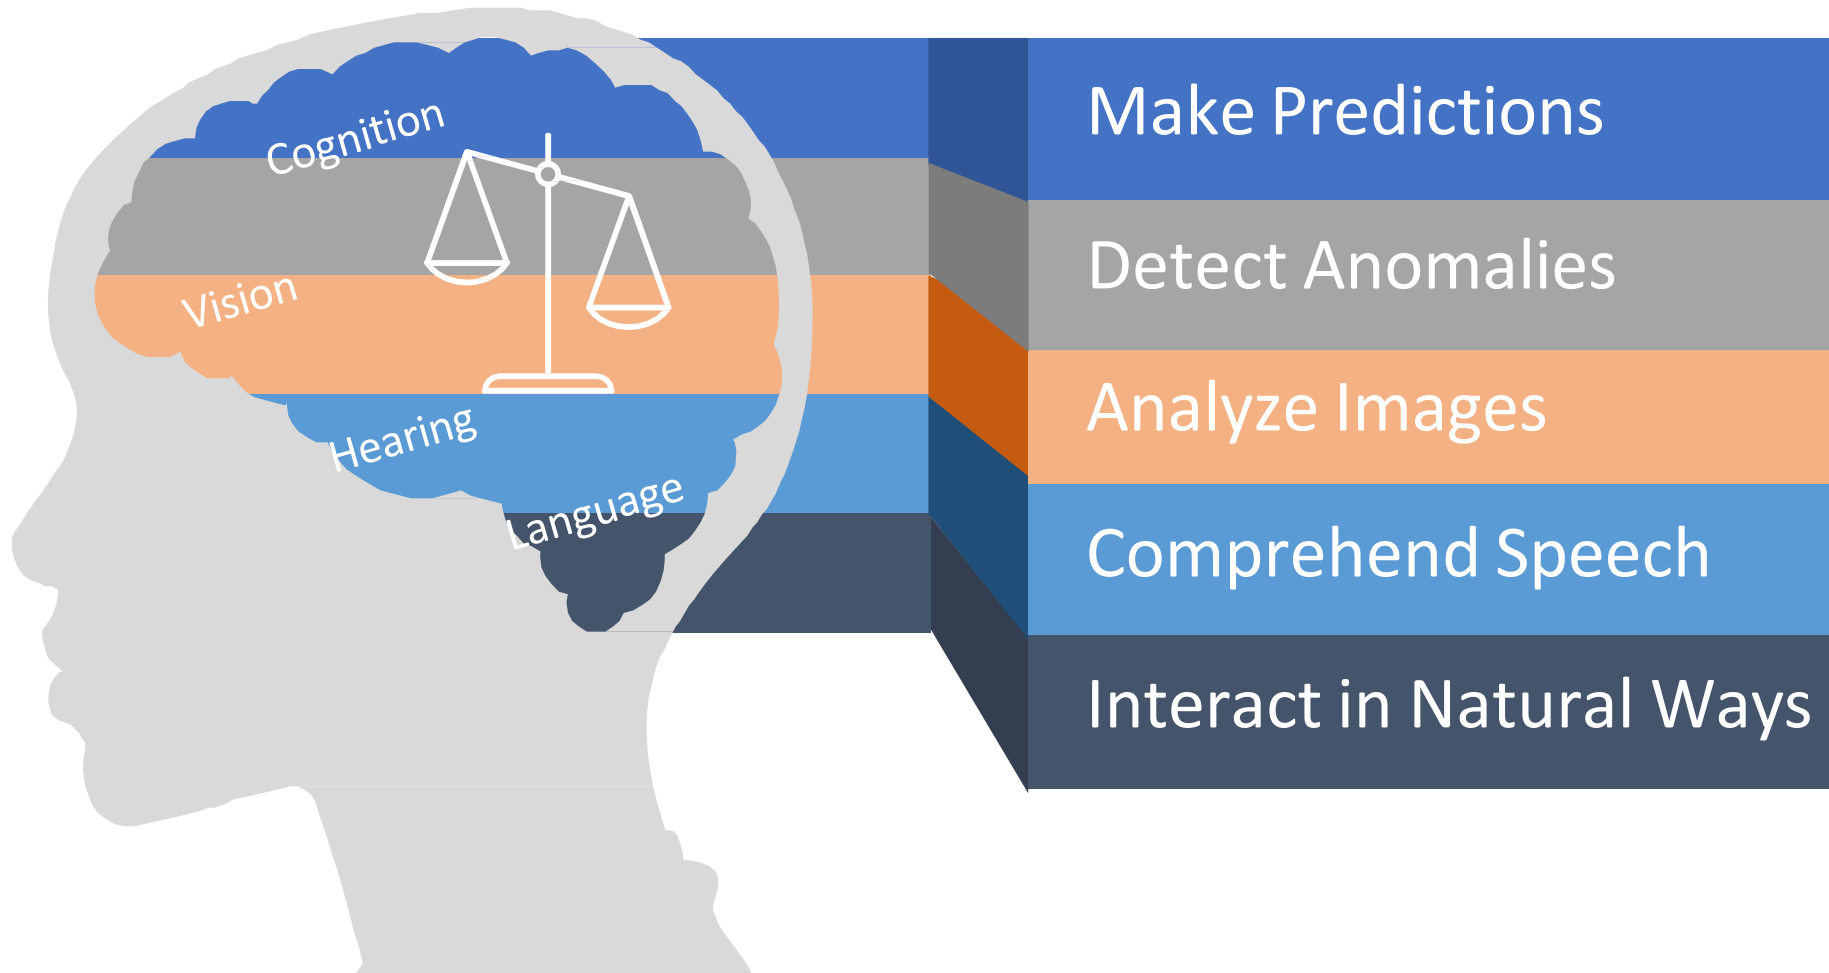 Cognition
Vision
Hearing
Language
Make Predictions
Detect Anomalies
Analyze Images
Comprehend Speech
Interact in Natural Ways